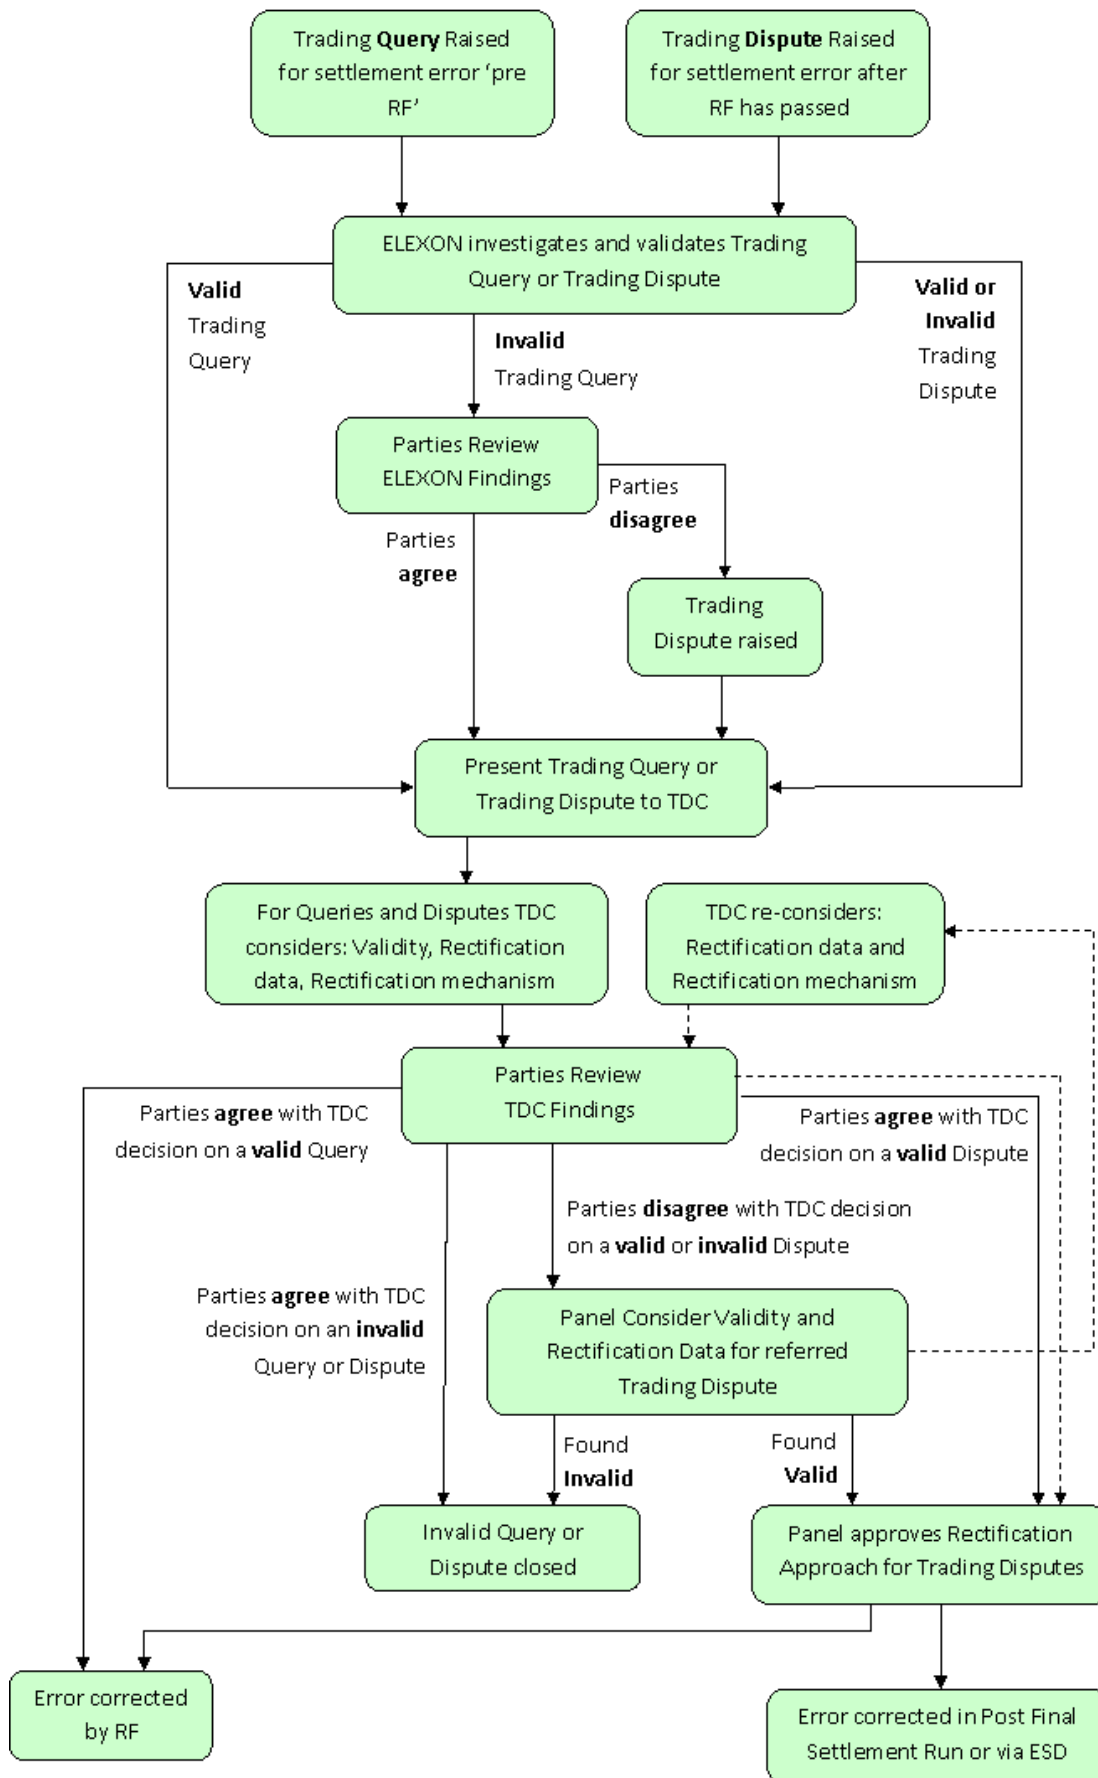 Trading Query Raised
for settlement error ‘pre
RF’
Trading Dispute Raised
for settlement error after
RF has passed
ELEXON investigates and validates Trading
Query or Trading Dispute
Valid
Trading
Query
Invalid
Trading Query
Valid or
Invalid
Trading
Dispute
Parties Review
ELEXON Findings
Parties
disagree
Parties
agree
Trading
Dispute raised
Present Trading Query or
Trading Dispute to TDC
For Queries and Disputes TDC
considers: Validity, Rectification
data, Rectification mechanism
TDC re-considers:
Rectification data and
Rectification mechanism
Parties Review
TDC Findings
Parties agree with TDC
decision on a valid Query
Parties agree with TDC
decision on a valid Dispute
Parties disagree with TDC decision
on a valid or invalid Dispute
Parties agree with TDC
decision on an invalid
Query or Dispute
Panel Consider Validity and
Rectification Data for referred
Trading Dispute
Found
Invalid
Found
Valid
Invalid Query or
Dispute closed
Panel approves Rectification
Approach for Trading Disputes
Error corrected
by RF
Error corrected in Post Final
Settlement Run or via ESD